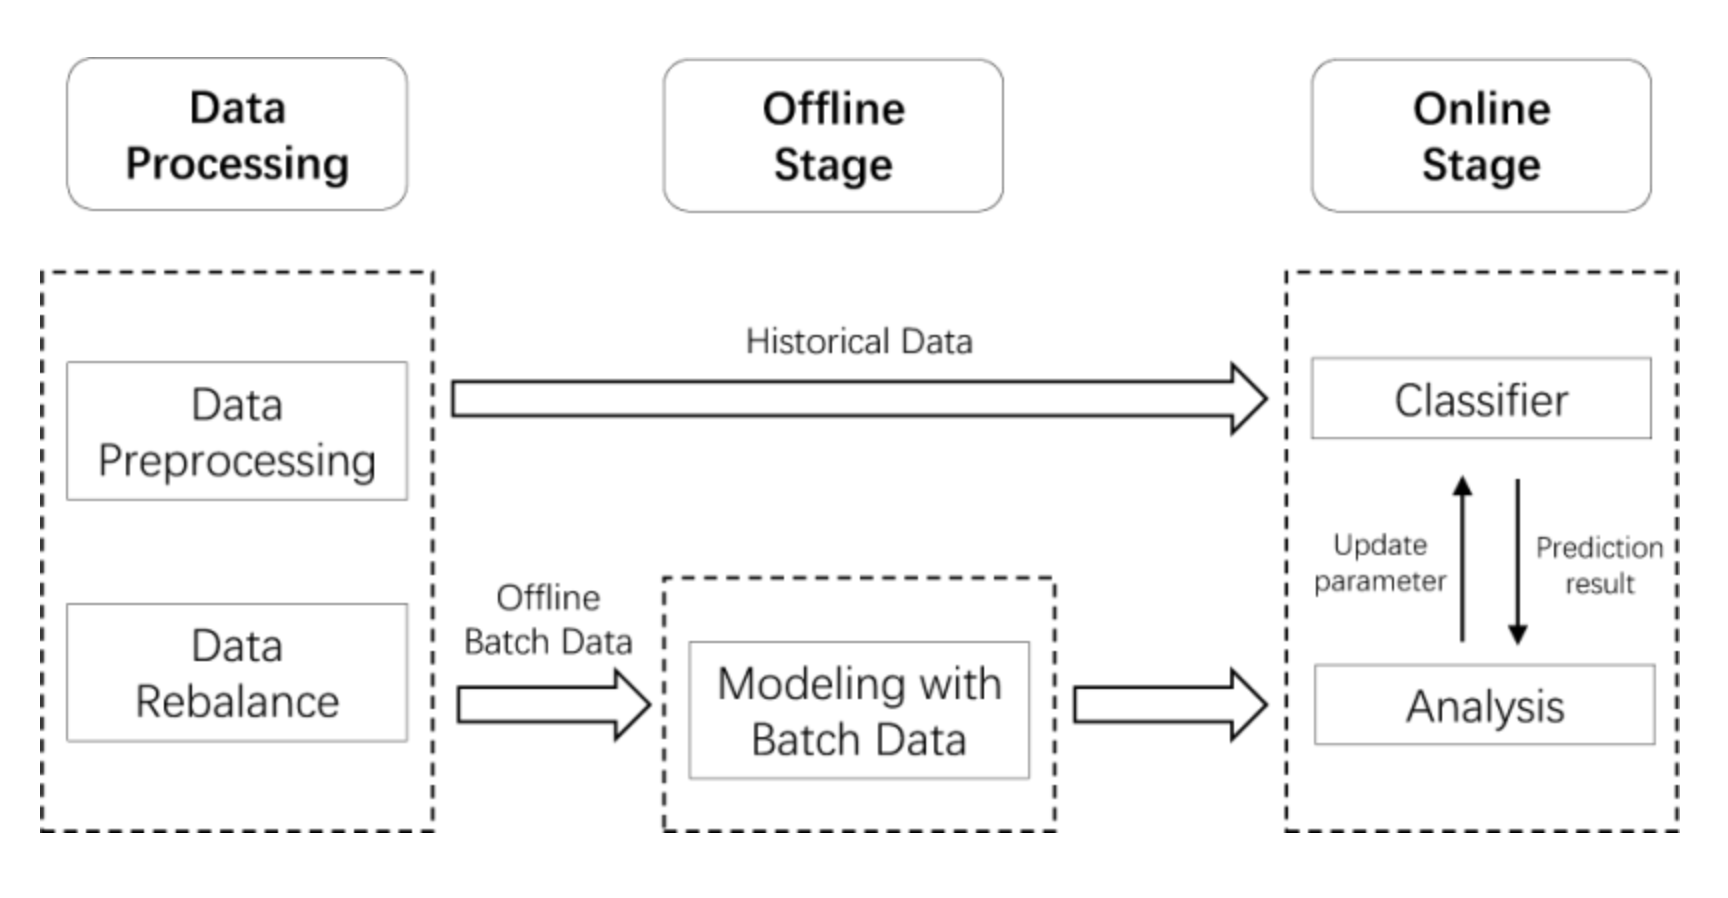 Data
Processing
Offline
Stage
Online
Stage
Historical Data
Data
Preprocessing
Classifier
Update
parameter
Prediction
result
Offline
Batch Data
Data
Rebalance
Modeling with
Batch Data
Analysis